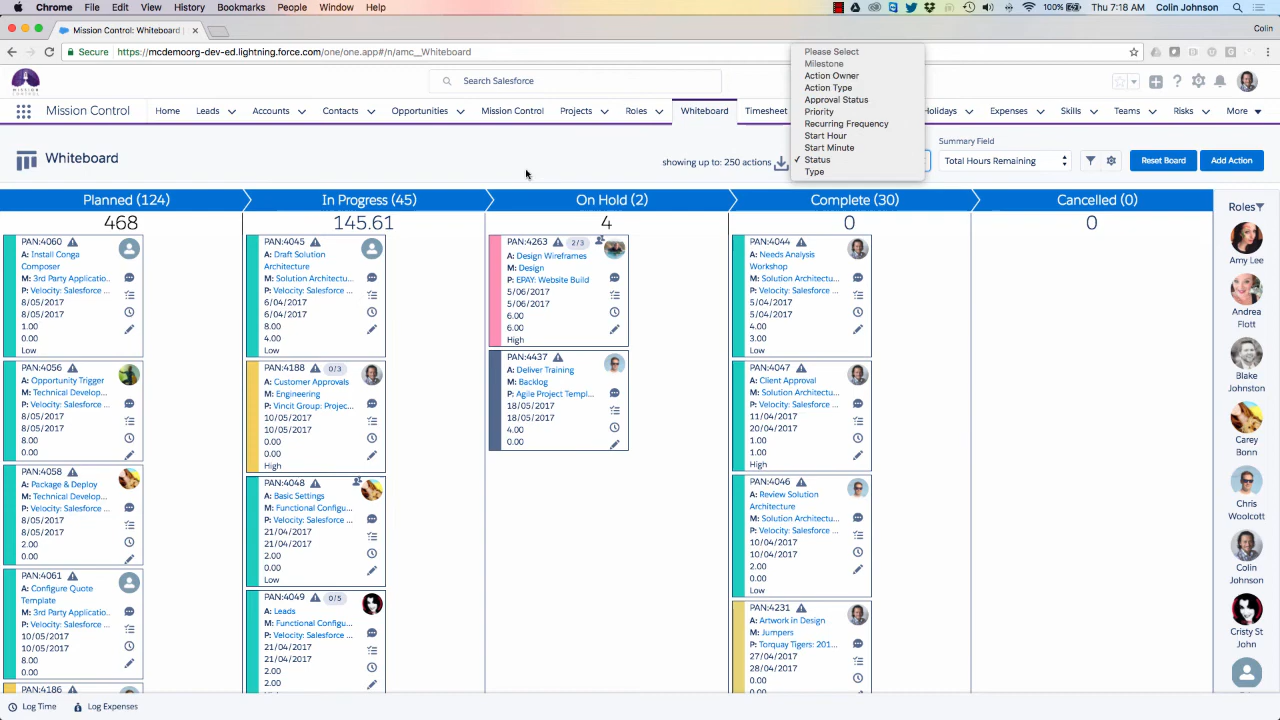 Chrome File Edit View History Bookmarks People Window Help 100% Thu 7:18 AM Colin Johnson
Mission Control: Whiteboard Colin
Secure https://mcdemoorg-dev-ed.lightning.force.com/one/one.app#/n/amc__Whiteboard
Search Salesforce
Mission Control Home Leads Accounts Contacts Opportunities Mission Control Projects Roles Whiteboard Timesheet Holidays Expenses Skills Teams Risks More
Please Select
Milestone
Action Owner
Action Type
Approval Status
Priority
Recurring Frequency
Start Hour
Start Minute
✓ Status
Type
Whiteboard
showing up to: 250 actions
Summary Field
Total Hours Remaining
Reset Board
Add Action
Planned (124)
468
PAN:4060
A: Install Conga
Composer
M: 3rd Party Applicatio..
P: Velocity: Salesforce ...
8/05/2017
8/05/2017
1.00
0.00
Low
PAN:4056
A: Opportunity Trigger
M: Technical Develop...
P: Velocity: Salesforce ...
8/05/2017
8/05/2017
8.00
0.00
PAN:4058
A: Package & Deploy
M: Technical Develop...
P: Velocity: Salesforce ...
8/05/2017
8/05/2017
2.00
0.00
PAN:4061
A: Configure Quote
Template
M: 3rd Party Applicatio..
P: Velocity: Salesforce ...
10/05/2017
10/05/2017
8.00
0.00
PAN:4186
In Progress (45)
145.61
PAN:4045
A: Draft Solution
Architecture
M: Solution Architectu...
P: Velocity: Salesforce ...
6/04/2017
6/04/2017
8.00
4.00
Low
PAN:4188 0/3
A: Customer Approvals
M: Engineering
P: Vincit Group: Projec...
10/05/2017
10/05/2017
0.00
0.00
High
PAN:4048
A: Basic Settings
M: Functional Configu...
P: Velocity: Salesforce ...
21/04/2017
21/04/2017
2.00
0.00
Low
PAN:4049 0/5
A: Leads
M: Functional Configu...
P: Velocity: Salesforce ...
21/04/2017
21/04/2017
2.00
2.00
On Hold (2)
4
PAN:4263 2/3
A: Design Wireframes
M: Design
P: EPAY: Website Build
5/06/2017
5/06/2017
6.00
6.00
High
PAN:4437
A: Deliver Training
M: Backlog
P: Agile Project Templ...
18/05/2017
18/05/2017
4.00
0.00
Complete (30)
0
PAN:4044
A: Needs Analysis
Workshop
M: Solution Architectu...
P: Velocity: Salesforce ...
5/04/2017
5/04/2017
4.00
3.00
Low
PAN:4047
A: Client Approval
M: Solution Architectu...
P: Velocity: Salesforce ...
11/04/2017
20/04/2017
1.00
1.00
High
PAN:4046
A: Review Solution
Architecture
M: Solution Architectu...
P: Velocity: Salesforce ...
10/04/2017
10/04/2017
2.00
0.00
Low
PAN:4231
A: Artwork in Design
M: Jumpers
P: Torquay Tigers: 201...
27/04/2017
28/04/2017
0.00
Cancelled (0)
0
Roles
Amy Lee
Andrea
Flott
Blake
Johnston
Carey
Bonn
Chris
Woolcott
Colin
Johnson
Cristy St
John
Log Time
Log Expenses